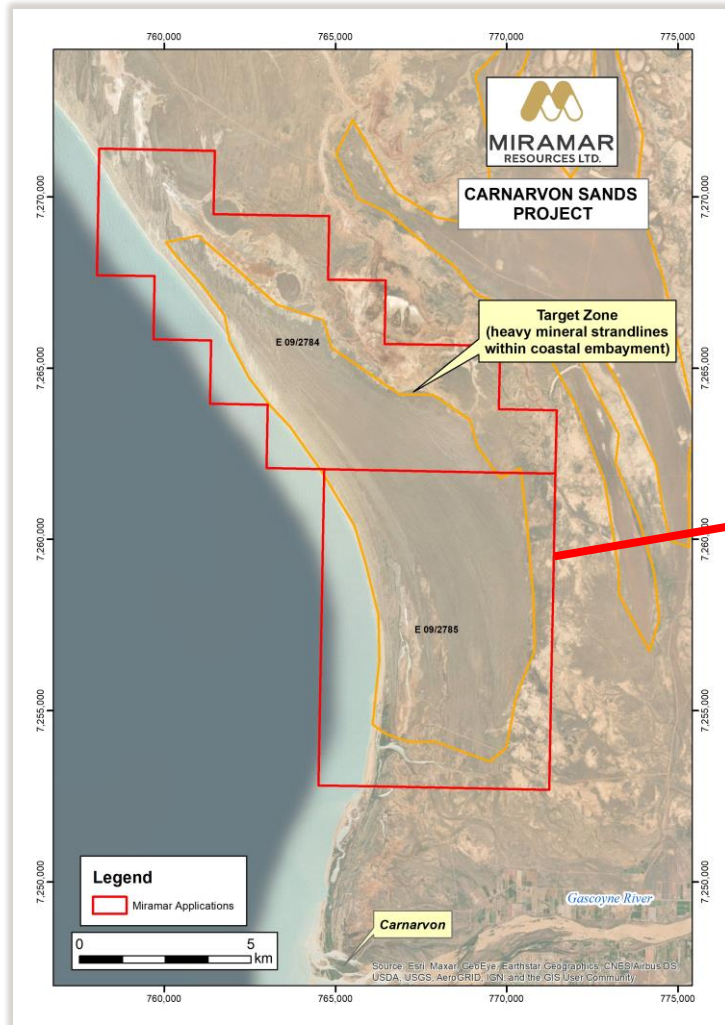 760,000
765,000
770,000
775,000
MIRAMAR
RESOURCES LTD.
CARNARVON SANDS
PROJECT
7,270,000
7,270,000
Target Zone
(heavy mineral strandlines
within coastal embayment)
E 09/2784
7,265,000
7,265,000
7,260,000
7,260,000
E 09/2785
7,255,000
7,255,000
Legend
Miramar Applications
7,250,000
7,250,000
Gascoyne River
Carnarvon
0
5
km
Source: Esri, Maxar, GeoEye, Earthstar Geographics, CNES/Airbus DS,
USDA, USGS, AeroGRID, IGN, and the GIS User Community
760,000
765,000
770,000
775,000